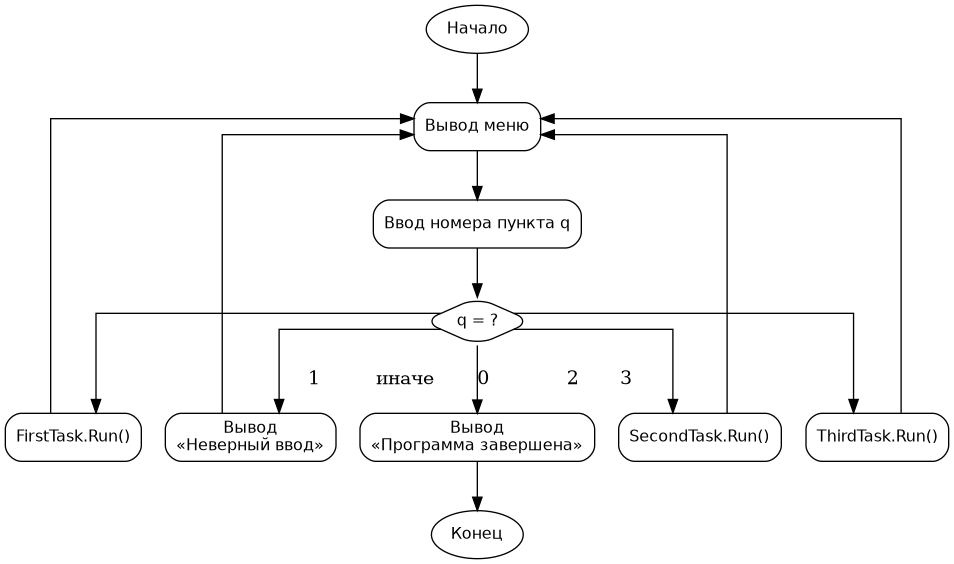 Начало
Вывод меню
Ввод номера пункта q
q = ?
1
иначе
0
2
3
FirstTask.Run()
Вывод
«Неверный ввод»
Вывод
«Программа завершена»
SecondTask.Run()
ThirdTask.Run()
Конец